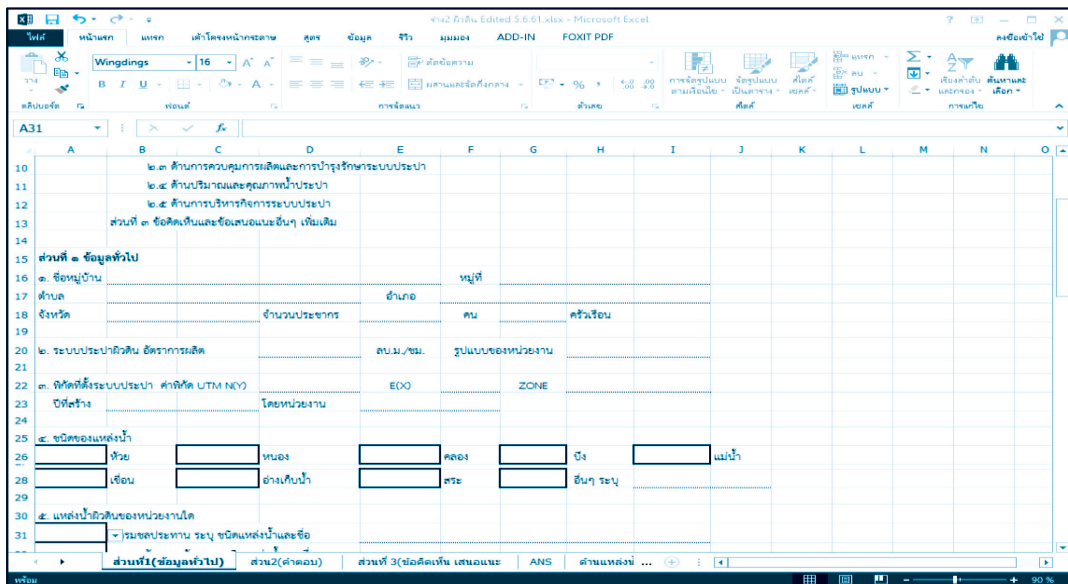 ช่าง2 ผิวดิน Edited 5.6.61.xlsx - Microsoft Excel
ไฟล์ หน้าแรก แทรก เค้าโครงหน้ากระดาษ สูตร ข้อมูล รีวิว มุมมอง ADD-IN FOXIT PDF ลงชื่อเข้าใช้
Wingdings 16 ตัดข้อความ แทรก
วาง B I U A ผสานและจัดกึ่งกลาง % การจัดรูปแบบ ตามเงื่อนไข จัดรูปแบบ เป็นตาราง สไตล์ เซลล์ ลบ รูปแบบ เรียงลำดับ และกรอง ค้นหาและ เลือก
คลิปบอร์ด ฟอนต์ การจัดแนว ตัวเลข สไตล์ เซลล์ การแก้ไข
A31 fx
A B C D E F G H I J K L M N O
10 ๒.๓ ด้านการควบคุมการผลิตและการบำรุงรักษาระบบประปา
11 ๒.๔ ด้านปริมาณและคุณภาพน้ำประปา
12 ๒.๕ ด้านการบริหารกิจการระบบประปา
13 ส่วนที่ ๓ ข้อคิดเห็นและข้อเสนอแนะอื่นๆ เพิ่มเติม
14
15 ส่วนที่ ๑ ข้อมูลทั่วไป
16 ๑. ชื่อหมู่บ้าน หมู่ที่
17 ตำบล อำเภอ
18 จังหวัด จำนวนประชากร คน ครัวเรือน
19
20 ๒. ระบบประปาผิวดิน อัตราการผลิต ลบ.ม./ชม. รูปแบบของหน่วยงาน
21
22 ๓. พิกัดที่ตั้งระบบประปา ค่าพิกัด UTM N(Y) E(X) ZONE
23 ปีที่สร้าง โดยหน่วยงาน
24
25 ๔. ชนิดของแหล่งน้ำ
26 ห้วย หนอง คลอง บึง แม่น้ำ
28 เขื่อน อ่างเก็บน้ำ สระ อื่นๆ ระบุ
29
30 ๕. แหล่งน้ำผิวดินของหน่วยงานใด
31 รมชลประทาน ระบุ ชนิดแหล่งน้ำและชื่อ
ส่วนที่1(ข้อมูลทั่วไป) ส่วน2(คำตอบ) ส่วนที่ 3(ข้อคิดเห็น เสนอแนะ ANS ด้านแหล่งน้ ...
พร้อม 90 %